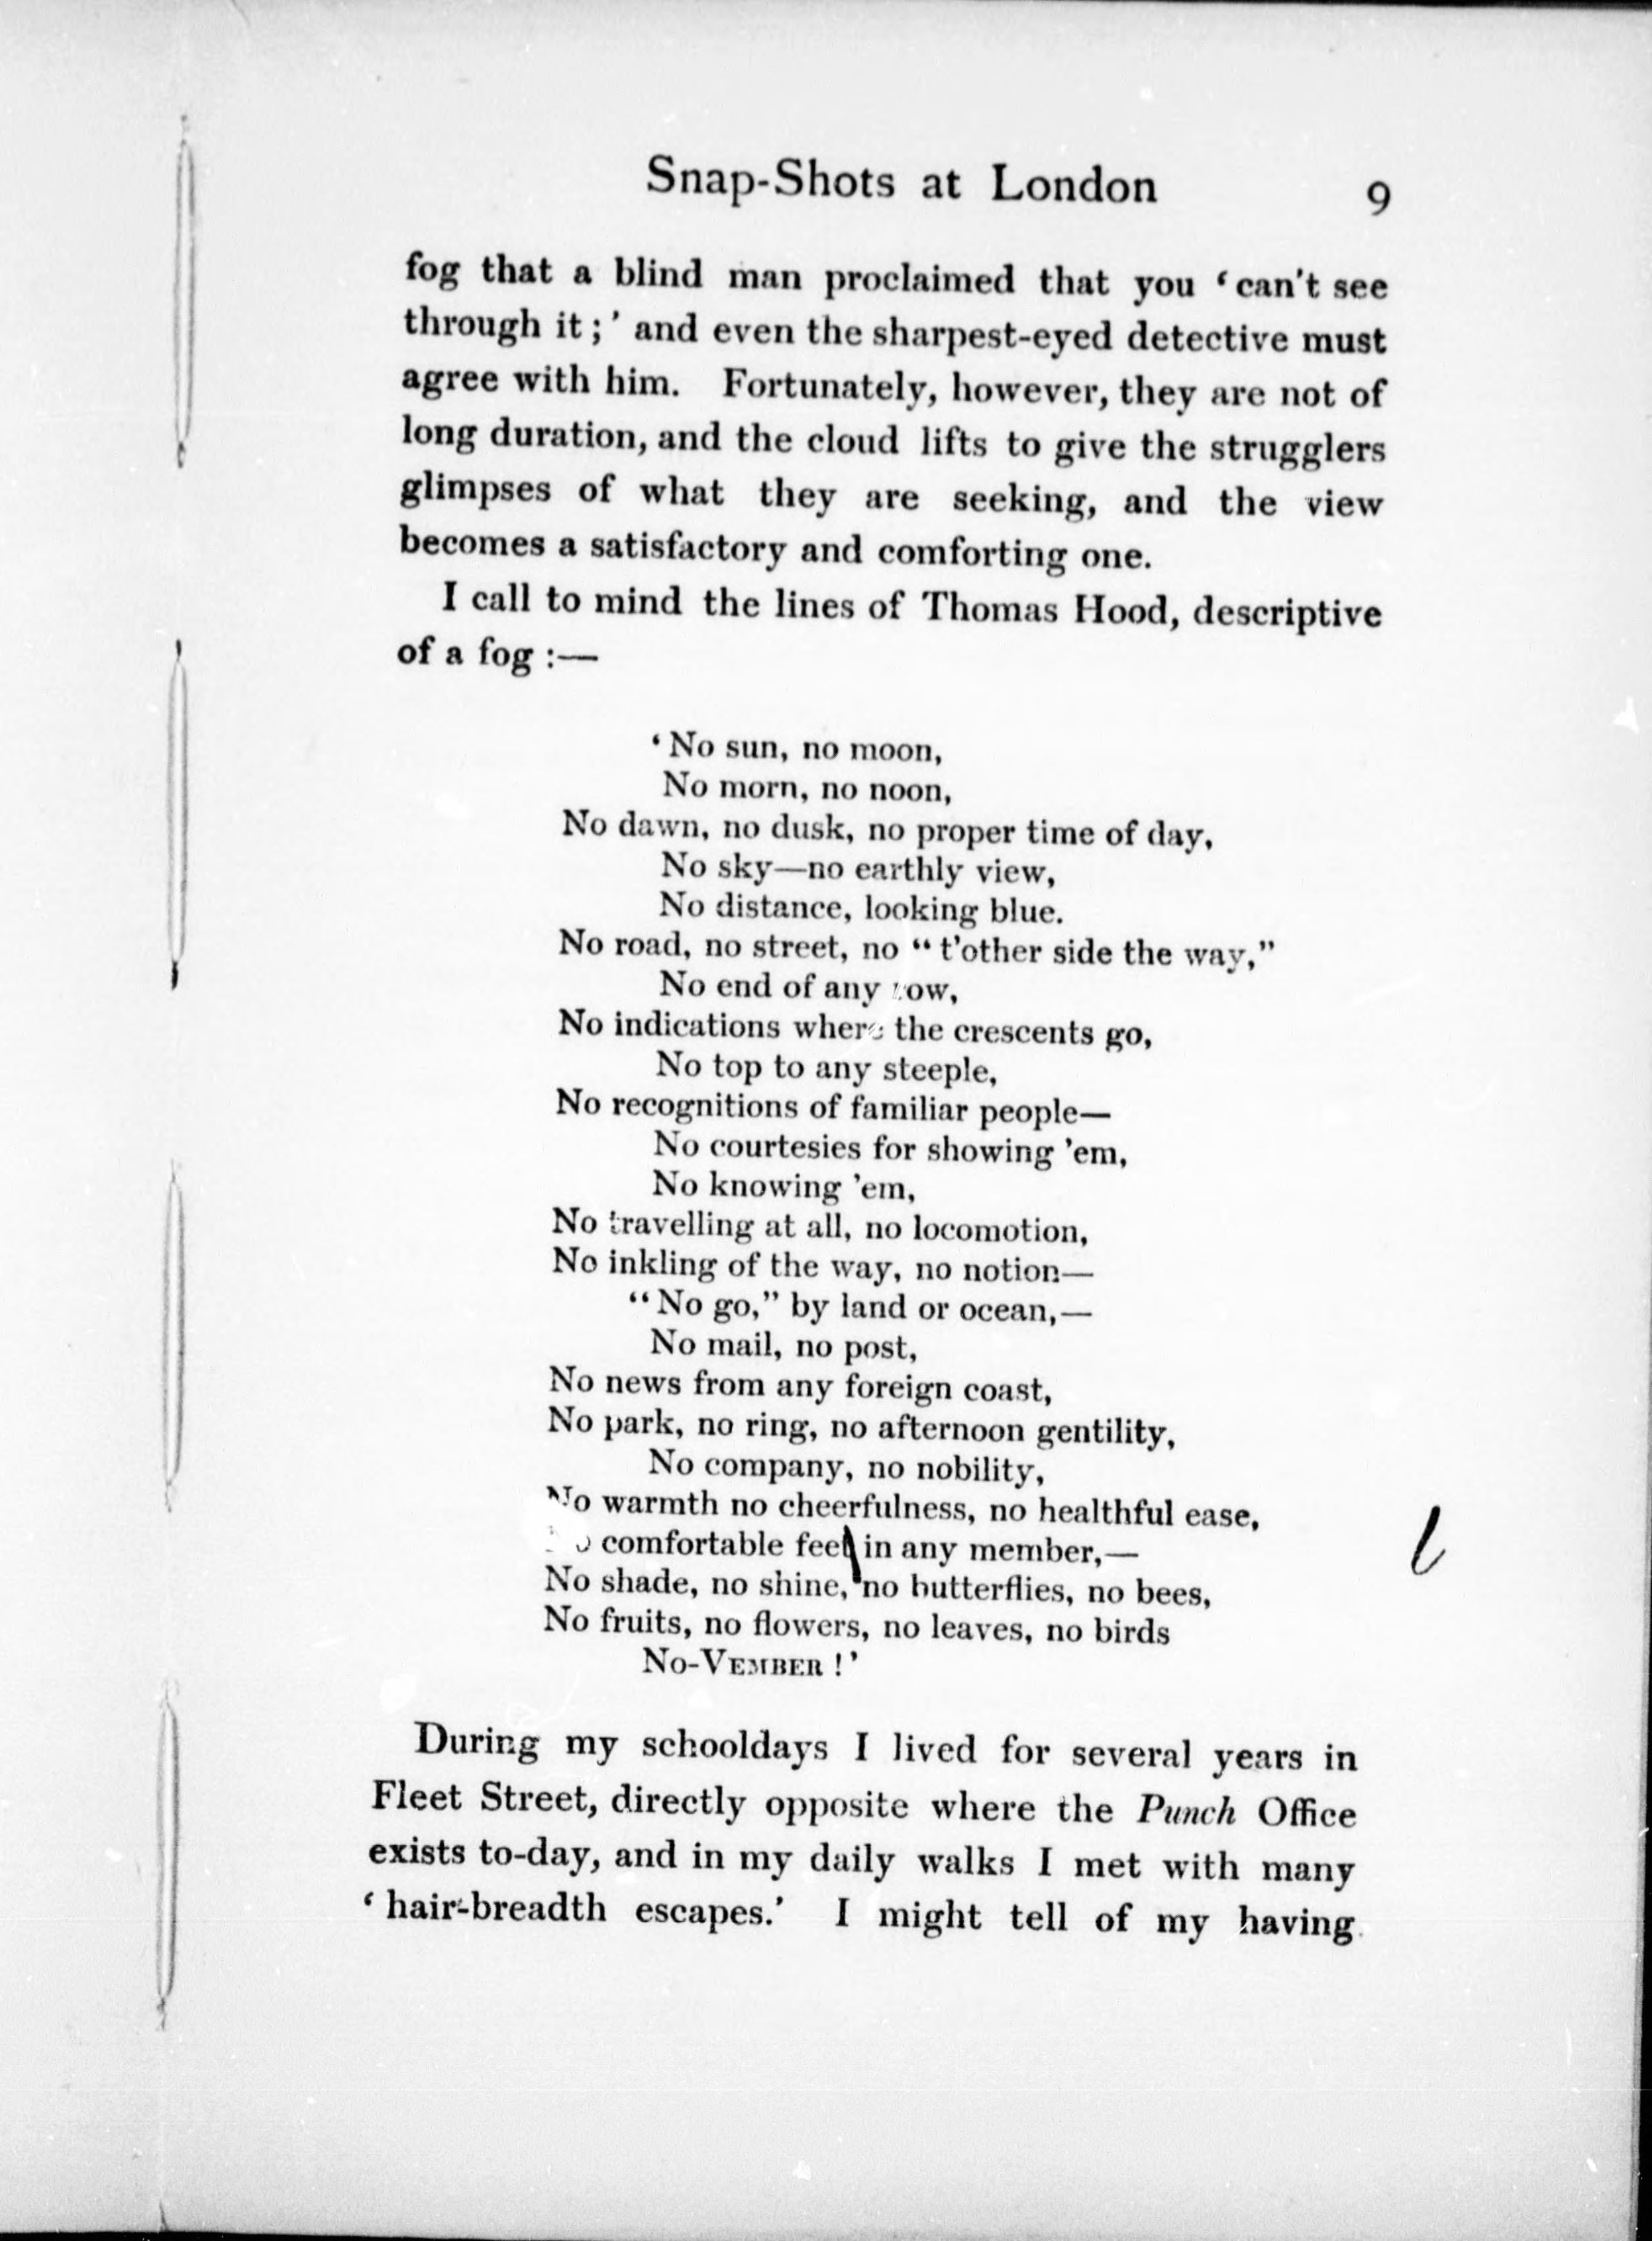 Snap-Shots at London 9
fog that a blind man proclaimed that you ‘can't see
through it;’ and even the sharpest-eyed detective must
agree with him. Fortunately, however, they are not of
long duration, and the cloud lifts to give the strugglers
glimpses of what they are seeking, and the view
becomes a satisfactory and comforting one.
I call to mind the lines of Thomas Hood, descriptive
of a fog:—
‘No sun, no moon,
No morn, no noon,
No dawn, no dusk, no proper time of day,
No sky—no earthly view,
No distance, looking blue.
No road, no street, no “t'other side the way,”
No end of any row,
No indications where the crescents go,
No top to any steeple,
No recognitions of familiar people—
No courtesies for showing 'em,
No knowing 'em,
No travelling at all, no locomotion,
No inkling of the way, no notion—
“No go,” by land or ocean,—
No mail, no post,
No news from any foreign coast,
No park, no ring, no afternoon gentility,
No company, no nobility,
No warmth no cheerfulness, no healthful ease,
No comfortable feet in any member,— l
No shade, no shine, no butterflies, no bees,
No fruits, no flowers, no leaves, no birds
NO-VEMBER!’
During my schooldays I lived for several years in
Fleet Street, directly opposite where the Punch Office
exists to-day, and in my daily walks I met with many
‘hair-breadth escapes.’ I might tell of my having